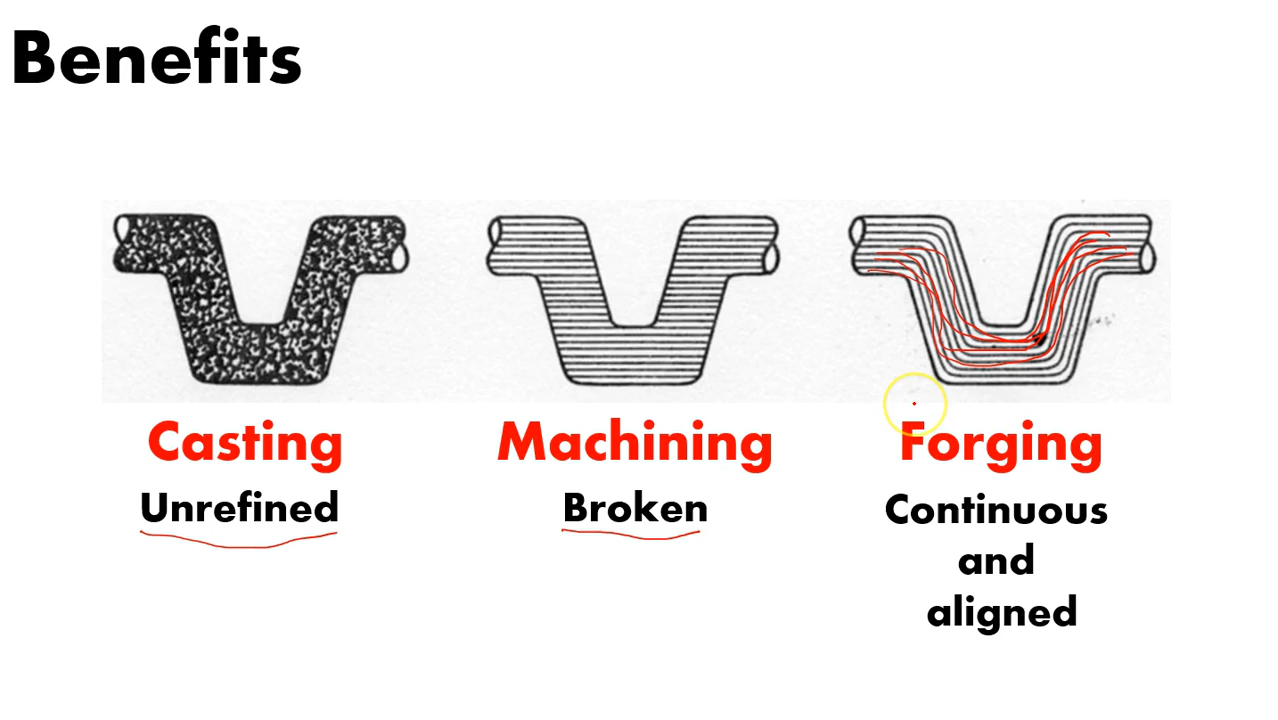 Benefits
Casting
Unrefined
Machining
Broken
Forging
Continuous
and
aligned